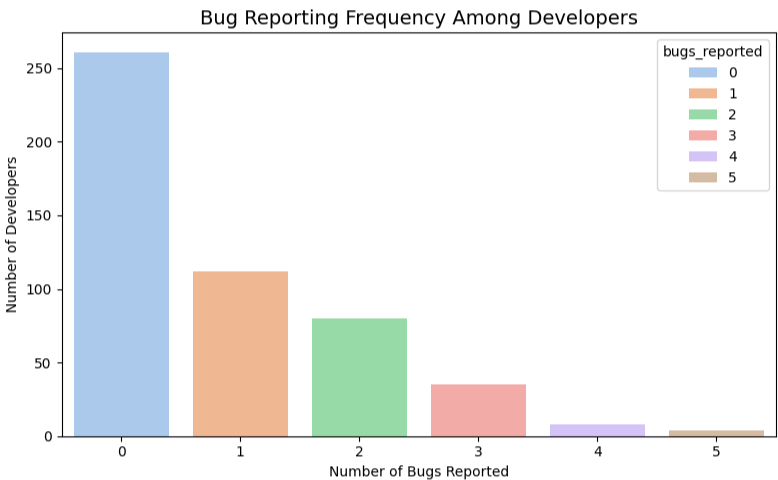 Bug Reporting Frequency Among Developers
Number of Developers
250
200
150
100
50
0
bugs_reported
0
1
2
3
4
5
0 1 2 3 4 5
Number of Bugs Reported